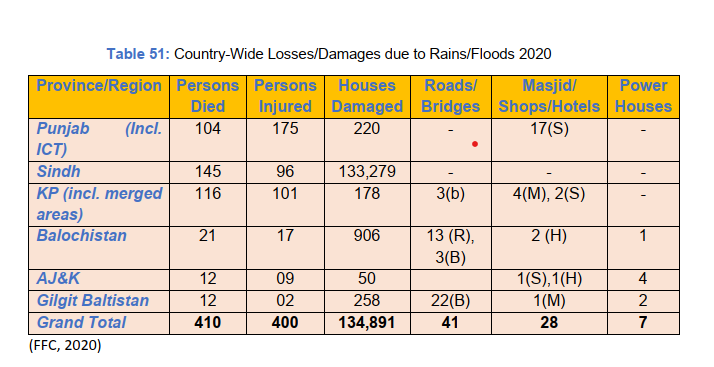 Table 51: Country-Wide Losses/Damages due to Rains/Floods 2020
Province/Region Persons Died Persons Injured Houses Damaged Roads/ Bridges Masjid/ Shops/Hotels Power Houses
Punjab (Incl. ICT) 104 175 220 - 17(S) -
Sindh 145 96 133,279 - - -
KP (incl. merged areas) 116 101 178 3(b) 4(M), 2(S) -
Balochistan 21 17 906 13 (R), 3(B) 2 (H) 1
AJ&K 12 09 50 1(S),1(H) 4
Gilgit Baltistan 12 02 258 22(B) 1(M) 2
Grand Total 410 400 134,891 41 28 7
(FFC, 2020)